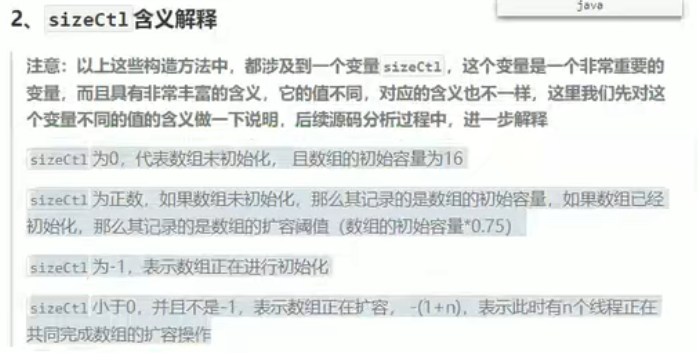 java
2、sizeCtl含义解释
注意：以上这些构造方法中，都涉及到一个变量sizeCtl，这个变量是一个非常重要的
变量，而且具有非常丰富的含义，它的值不同，对应的含义也不一样，这里我们先对这
个变量不同的值的含义做一下说明，后续源码分析过程中，进一步解释
sizeCtl为0，代表数组未初始化， 且数组的初始容量为16
sizeCtl为正数，如果数组未初始化，那么其记录的是数组的初始容量，如果数组已经
初始化，那么其记录的是数组的扩容阈值（数组的初始容量*0.75）
sizeCtl为-1，表示数组正在进行初始化
sizeCtl小于0，并且不是-1，表示数组正在扩容， -(1+n)，表示此时有n个线程正在
共同完成数组的扩容操作